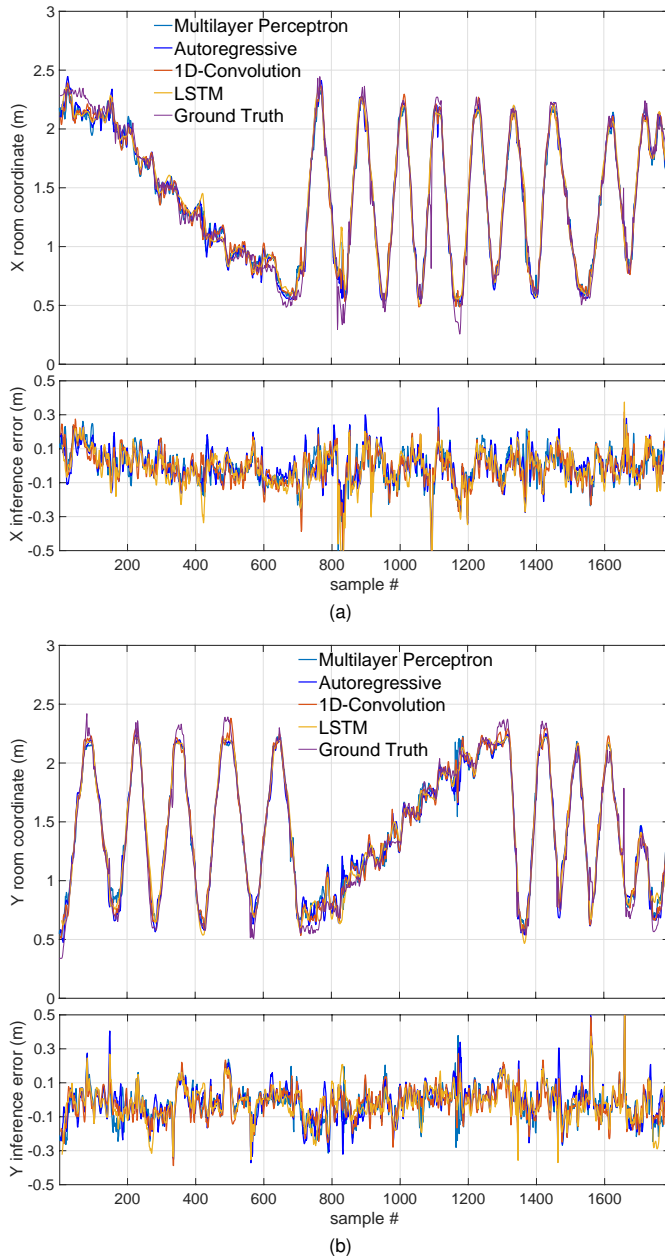 3
2.5
2
1.5
1
0.5
0
X room coordinate (m)
Multilayer Perceptron
Autoregressive
1D-Convolution
LSTM
Ground Truth
0.5
0.3
0.1
-0.1
-0.3
-0.5
X inference error (m)
200 400 600 800 1000 1200 1400 1600
sample #
(a)
3
2.5
2
1.5
1
0.5
0
Y room coordinate (m)
Multilayer Perceptron
Autoregressive
1D-Convolution
LSTM
Ground Truth
0.5
0.3
0.1
-0.1
-0.3
-0.5
Y inference error (m)
200 400 600 800 1000 1200 1400 1600
sample #
(b)